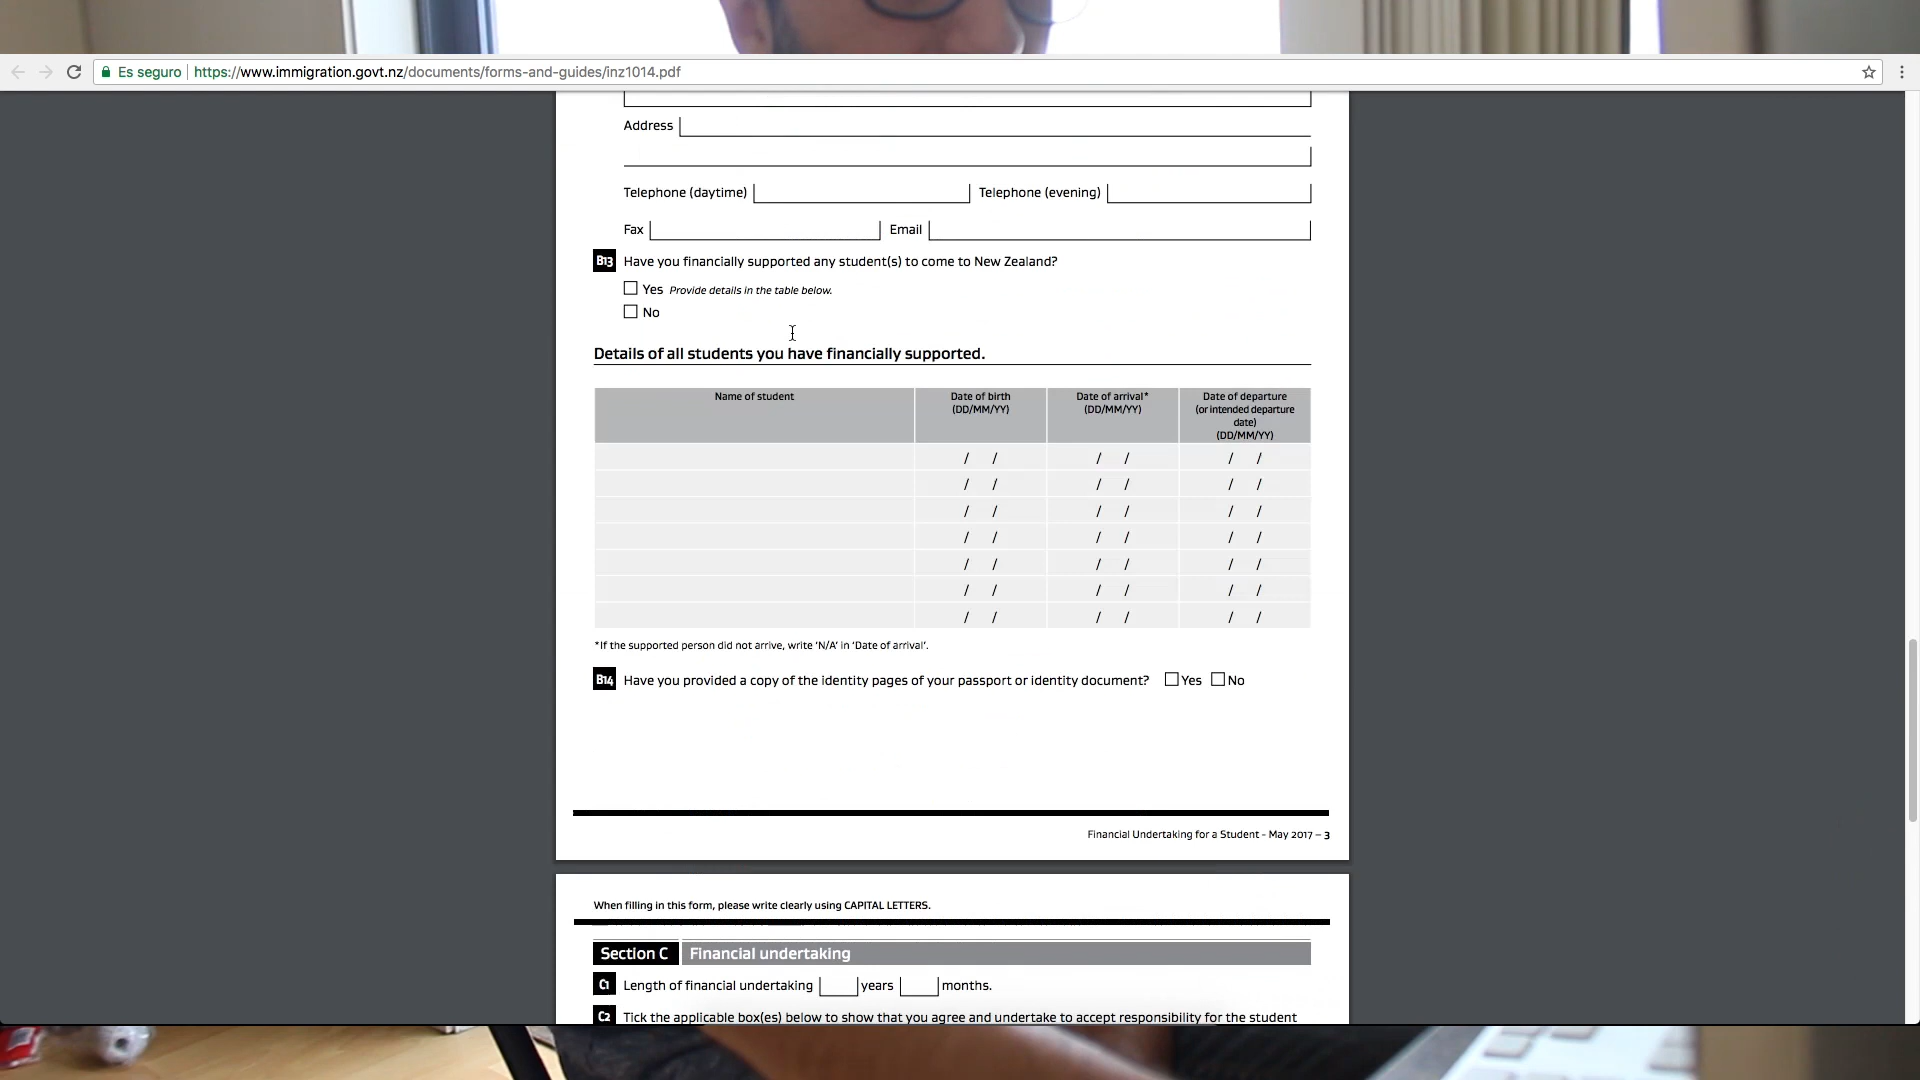 Es seguro https://www.immigration.govt.nz/documents/forms-and-guides/inz1014.pdf
Address
Telephone (daytime) Telephone (evening)
Fax Email
B13 Have you financially supported any student(s) to come to New Zealand?
Yes Provide details in the table below.
No
Details of all students you have financially supported.
Name of student Date of birth (DD/MM/YY) Date of arrival* (DD/MM/YY) Date of departure (or intended departure date) (DD/MM/YY)
/ / / / / /
/ / / / / /
/ / / / / /
/ / / / / /
/ / / / / /
/ / / / / /
/ / / / / /
*If the supported person did not arrive, write ‘N/A’ in ‘Date of arrival’.
B14 Have you provided a copy of the identity pages of your passport or identity document? Yes No
Financial Undertaking for a Student - May 2017 – 3
When filling in this form, please write clearly using CAPITAL LETTERS.
Section C Financial undertaking
C1 Length of financial undertaking years months.
C2 Tick the applicable box(es) below to show that you agree and undertake to accept responsibility for the student